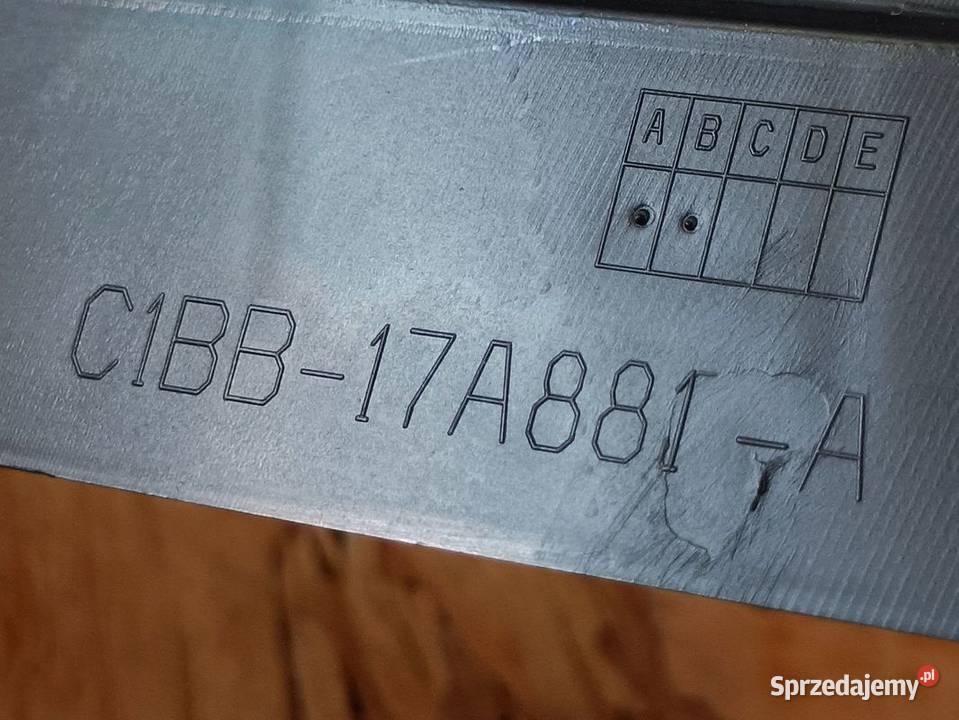 A B C D E
C1BB-17A881-A
Sprzedajemy.pl